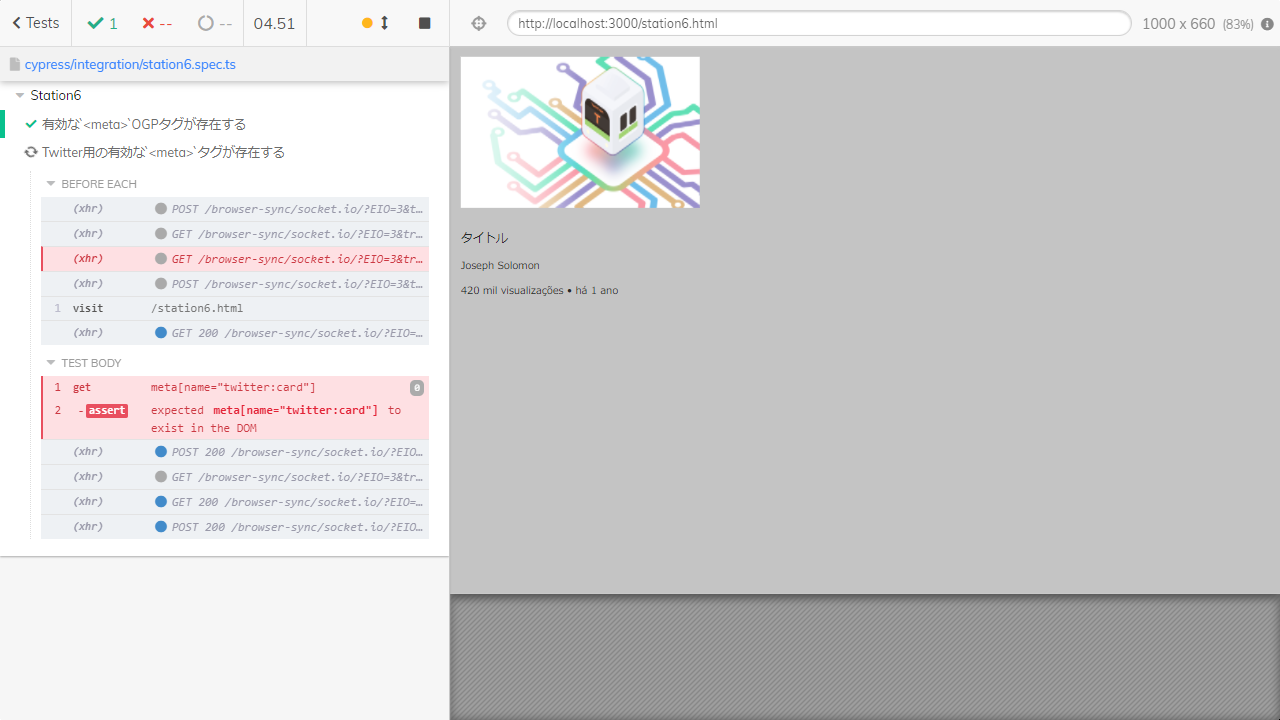 Tests
1
--
--
04.51
http://localhost:3000/station6.html
1000 x 660 (83%)
cypress/integration/station6.spec.ts
Station6
有効な`<meta>`OGPタグが存在する
Twitter用の有効な`<meta>`タグが存在する
BEFORE EACH
(xhr) POST /browser-sync/socket.io/?EIO=3&tr…
(xhr) GET /browser-sync/socket.io/?EIO=3&tr…
(xhr) GET /browser-sync/socket.io/?EIO=3&tr…
(xhr) POST /browser-sync/socket.io/?EIO=3&t…
1 visit /station6.html
(xhr) GET 200 /browser-sync/socket.io/?EIO=…
TEST BODY
1 get meta[name="twitter:card"] 0
2 -assert expected meta[name="twitter:card"] to
exist in the DOM
(xhr) POST 200 /browser-sync/socket.io/?EIO…
(xhr) GET /browser-sync/socket.io/?EIO=3&tr…
(xhr) GET 200 /browser-sync/socket.io/?EIO=…
(xhr) POST 200 /browser-sync/socket.io/?EIO…
T
タイトル
Joseph Solomon
420 mil visualizações • há 1 ano